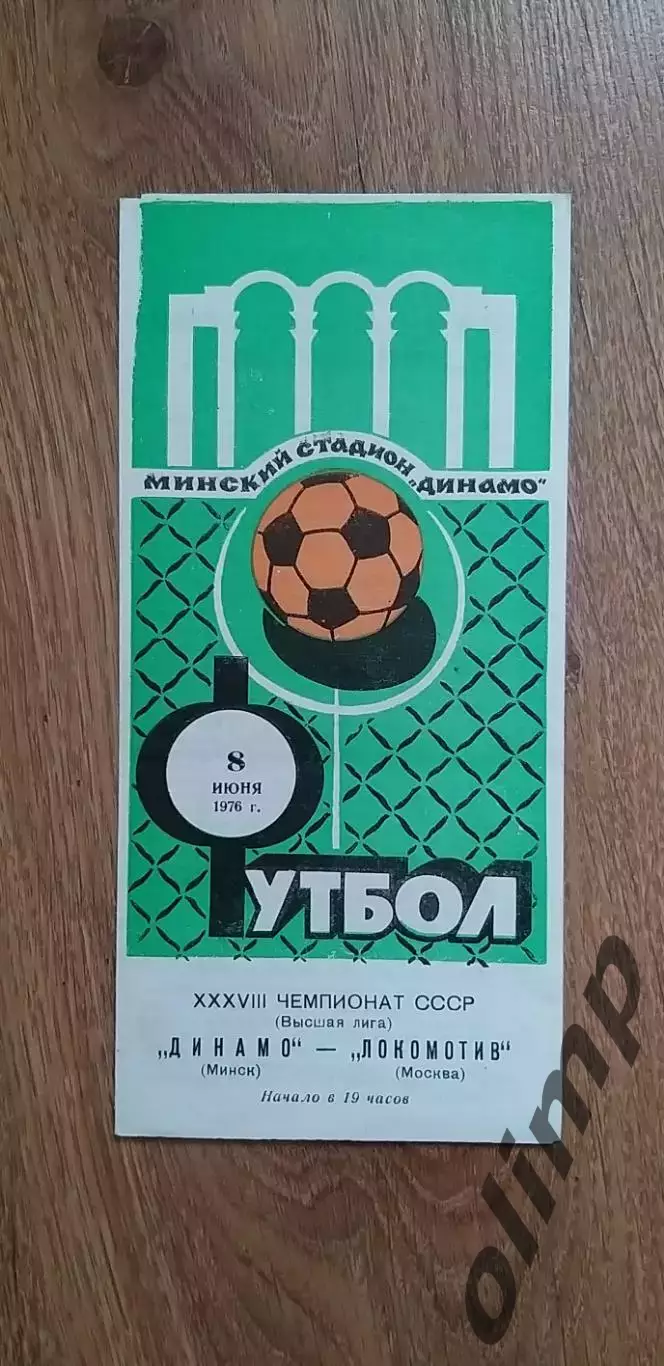 МИНСКИЙ СТАДИОН „ДИНАМО“
8
ИЮНЯ
1976 г.
ФУТБОЛ
XXXVIII ЧЕМПИОНАТ СССР
(Высшая лига)
„ДИНАМО“ — „ЛОКОМОТИВ“
(Минск) (Москва)
Начало в 19 часов
olimp